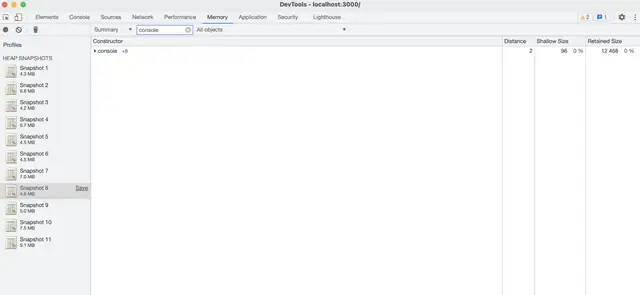 DevTools - localhost:3000/
Elements Console Sources Network Performance Memory Application Security Lighthouse 2 1
Summary ▼ console All objects ▼
Profiles
HEAP SNAPSHOTS
Snapshot 1
4.3 MB
Snapshot 2
6.8 MB
Snapshot 3
4.2 MB
Snapshot 4
6.7 MB
Snapshot 5
4.5 MB
Snapshot 6
4.5 MB
Snapshot 7
7.0 MB
Snapshot 8 Save
4.8 MB
Snapshot 9
5.0 MB
Snapshot 10
7.5 MB
Snapshot 11
5.1 MB
Constructor Distance Shallow Size Retained Size
console 2 96 0 % 12 468 0 %